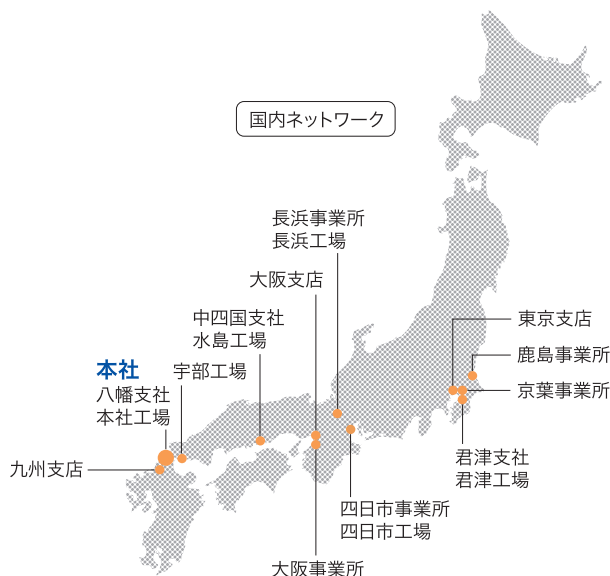 国内ネットワーク
長浜事業所
長浜工場
大阪支店
中四国支社
水島工場
本社
八幡支社
本社工場
宇部工場
九州支店
東京支店
鹿島事業所
京葉事業所
君津支社
君津工場
四日市事業所
四日市工場
大阪事業所